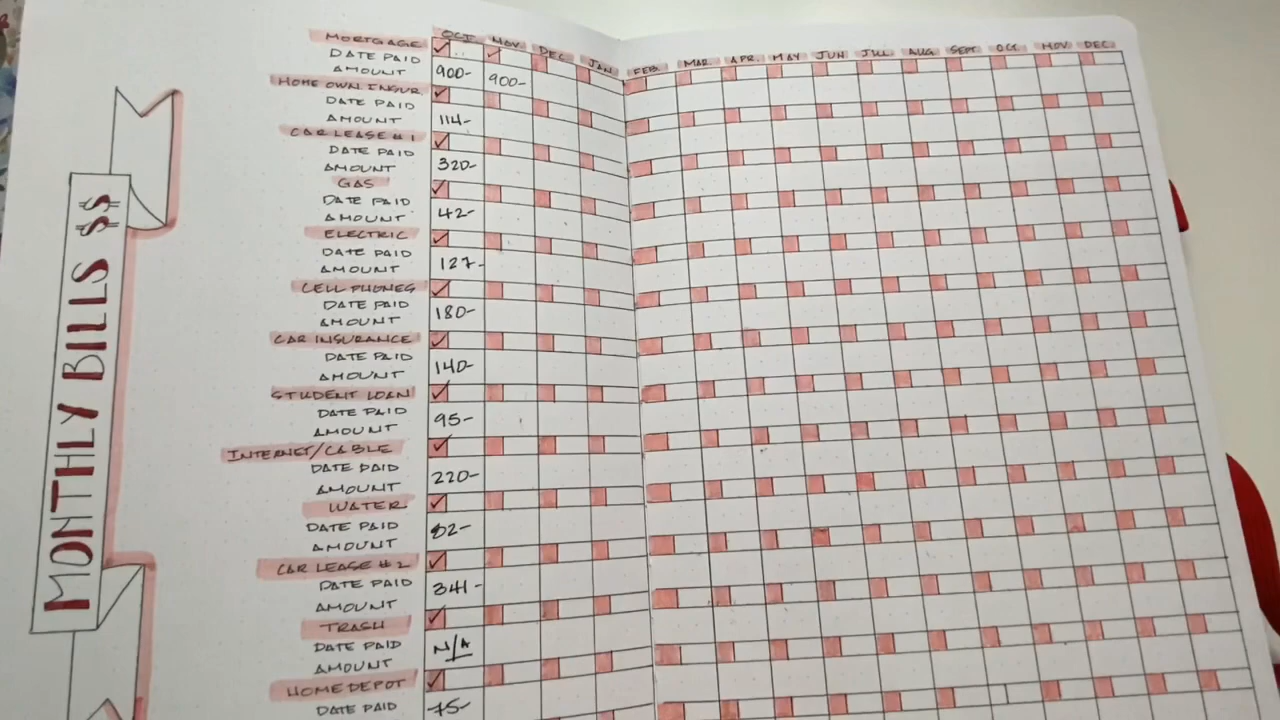 MONTHLY BILLS $$
OCT NOV DEC JAN FEB MAR APR MAY JUN JUL AUG SEPT OCT NOV DEC
MORTGAGE
DATE PAID
AMOUNT 900- 900-
HOME OWN INSUR
DATE PAID
AMOUNT 114-
CAR LEASE #1
DATE PAID
AMOUNT 320-
GAS
DATE PAID
AMOUNT 42-
ELECTRIC
DATE PAID
AMOUNT 127-
CELL PHONES
DATE PAID
AMOUNT 180-
CAR INSURANCE
DATE PAID
AMOUNT 140-
STUDENT LOAN
DATE PAID
AMOUNT 95-
INTERNET/CABLE
DATE PAID
AMOUNT 220-
WATER
DATE PAID
AMOUNT
CAR LEASE #2
DATE PAID
AMOUNT 341-
TRASH
DATE PAID
AMOUNT N/A
HOME DEPOT
DATE PAID 75-